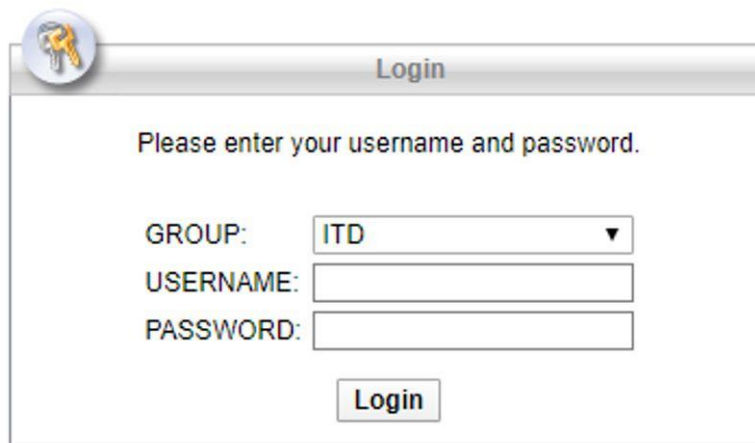 Login
Please enter your username and password.
GROUP: ITD
USERNAME:
PASSWORD:
Login